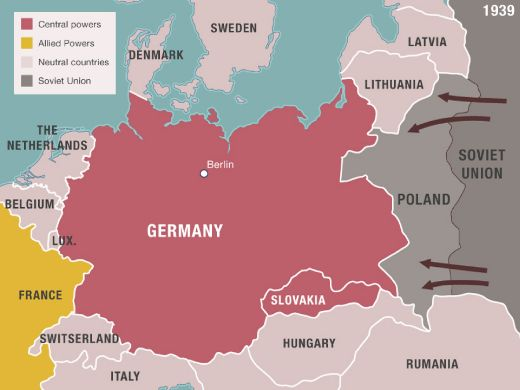 Central powers
Allied Powers
Neutral countries
Soviet Union
1939
SWEDEN
DENMARK
LATVIA
LITHUANIA
THE
NETHERLANDS
Berlin
SOVIET
UNION
BELGIUM
POLAND
LUX.
GERMANY
FRANCE
SLOVAKIA
SWITSERLAND
HUNGARY
RUMANIA
ITALY